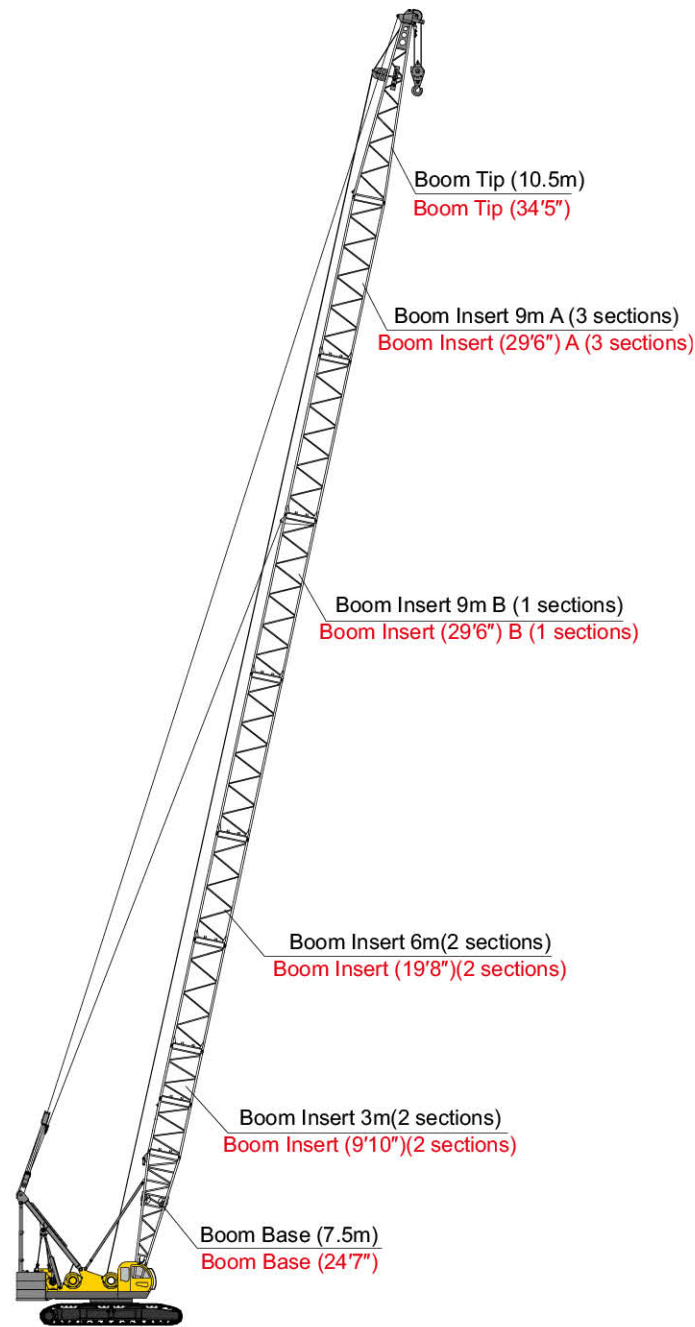 Boom Tip (10.5m)
Boom Tip (34'5″)
Boom Insert 9m A (3 sections)
Boom Insert (29'6″) A (3 sections)
Boom Insert 9m B (1 sections)
Boom Insert (29'6″) B (1 sections)
Boom Insert 6m(2 sections)
Boom Insert (19'8″)(2 sections)
Boom Insert 3m(2 sections)
Boom Insert (9'10″)(2 sections)
Boom Base (7.5m)
Boom Base (24'7″)